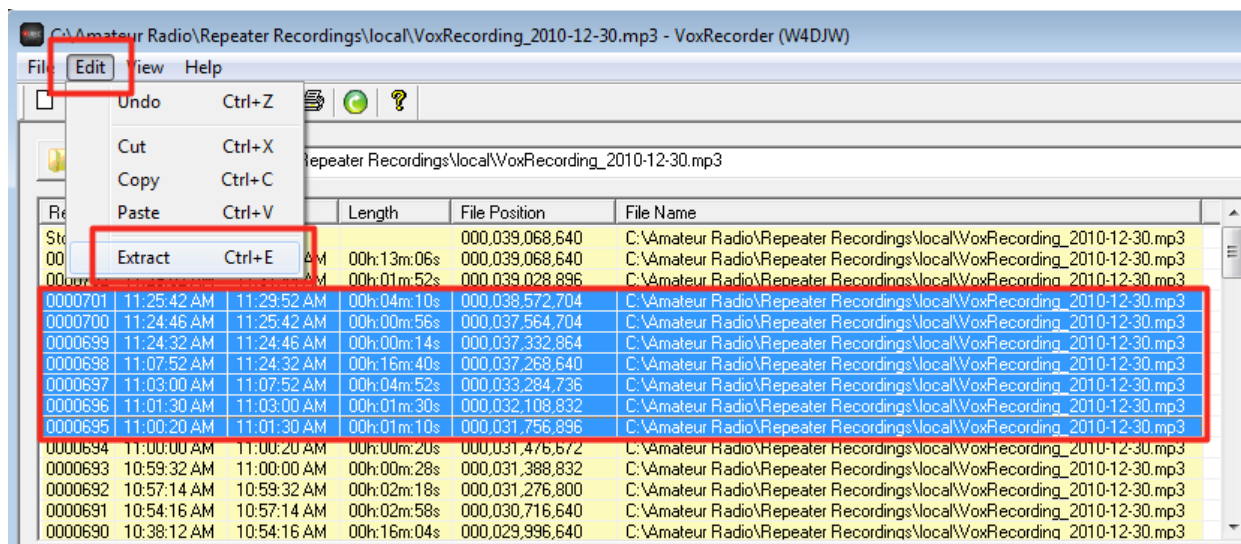 C:\Amateur Radio\Repeater Recordings\local\VoxRecording_2010-12-30.mp3 - VoxRecorder (W4DJW)
File Edit View Help
Undo Ctrl+Z
Cut Ctrl+X
Copy Ctrl+C
Paste Ctrl+V
Extract Ctrl+E
Repeater Recordings\local\VoxRecording_2010-12-30.mp3
Length File Position File Name
000,039,068,640 C:\Amateur Radio\Repeater Recordings\local\VoxRecording_2010-12-30.mp3
00h:13m:06s 000,039,068,640 C:\Amateur Radio\Repeater Recordings\local\VoxRecording_2010-12-30.mp3
00h:01m:52s 000,039,028,896 C:\Amateur Radio\Repeater Recordings\local\VoxRecording_2010-12-30.mp3
0000701 11:25:42 AM 11:29:52 AM 00h:04m:10s 000,038,572,704 C:\Amateur Radio\Repeater Recordings\local\VoxRecording_2010-12-30.mp3
0000700 11:24:46 AM 11:25:42 AM 00h:00m:56s 000,037,564,704 C:\Amateur Radio\Repeater Recordings\local\VoxRecording_2010-12-30.mp3
0000699 11:24:32 AM 11:24:46 AM 00h:00m:14s 000,037,332,864 C:\Amateur Radio\Repeater Recordings\local\VoxRecording_2010-12-30.mp3
0000698 11:07:52 AM 11:24:32 AM 00h:16m:40s 000,037,268,640 C:\Amateur Radio\Repeater Recordings\local\VoxRecording_2010-12-30.mp3
0000697 11:03:00 AM 11:07:52 AM 00h:04m:52s 000,033,284,736 C:\Amateur Radio\Repeater Recordings\local\VoxRecording_2010-12-30.mp3
0000696 11:01:30 AM 11:03:00 AM 00h:01m:30s 000,032,108,832 C:\Amateur Radio\Repeater Recordings\local\VoxRecording_2010-12-30.mp3
0000695 11:00:20 AM 11:01:30 AM 00h:01m:10s 000,031,756,896 C:\Amateur Radio\Repeater Recordings\local\VoxRecording_2010-12-30.mp3
0000694 11:00:00 AM 11:00:20 AM 00h:00m:20s 000,031,476,672 C:\Amateur Radio\Repeater Recordings\local\VoxRecording_2010-12-30.mp3
0000693 10:59:32 AM 11:00:00 AM 00h:00m:28s 000,031,388,832 C:\Amateur Radio\Repeater Recordings\local\VoxRecording_2010-12-30.mp3
0000692 10:57:14 AM 10:59:32 AM 00h:02m:18s 000,031,276,800 C:\Amateur Radio\Repeater Recordings\local\VoxRecording_2010-12-30.mp3
0000691 10:54:16 AM 10:57:14 AM 00h:02m:58s 000,030,716,640 C:\Amateur Radio\Repeater Recordings\local\VoxRecording_2010-12-30.mp3
0000690 10:38:12 AM 10:54:16 AM 00h:16m:04s 000,029,996,640 C:\Amateur Radio\Repeater Recordings\local\VoxRecording_2010-12-30.mp3